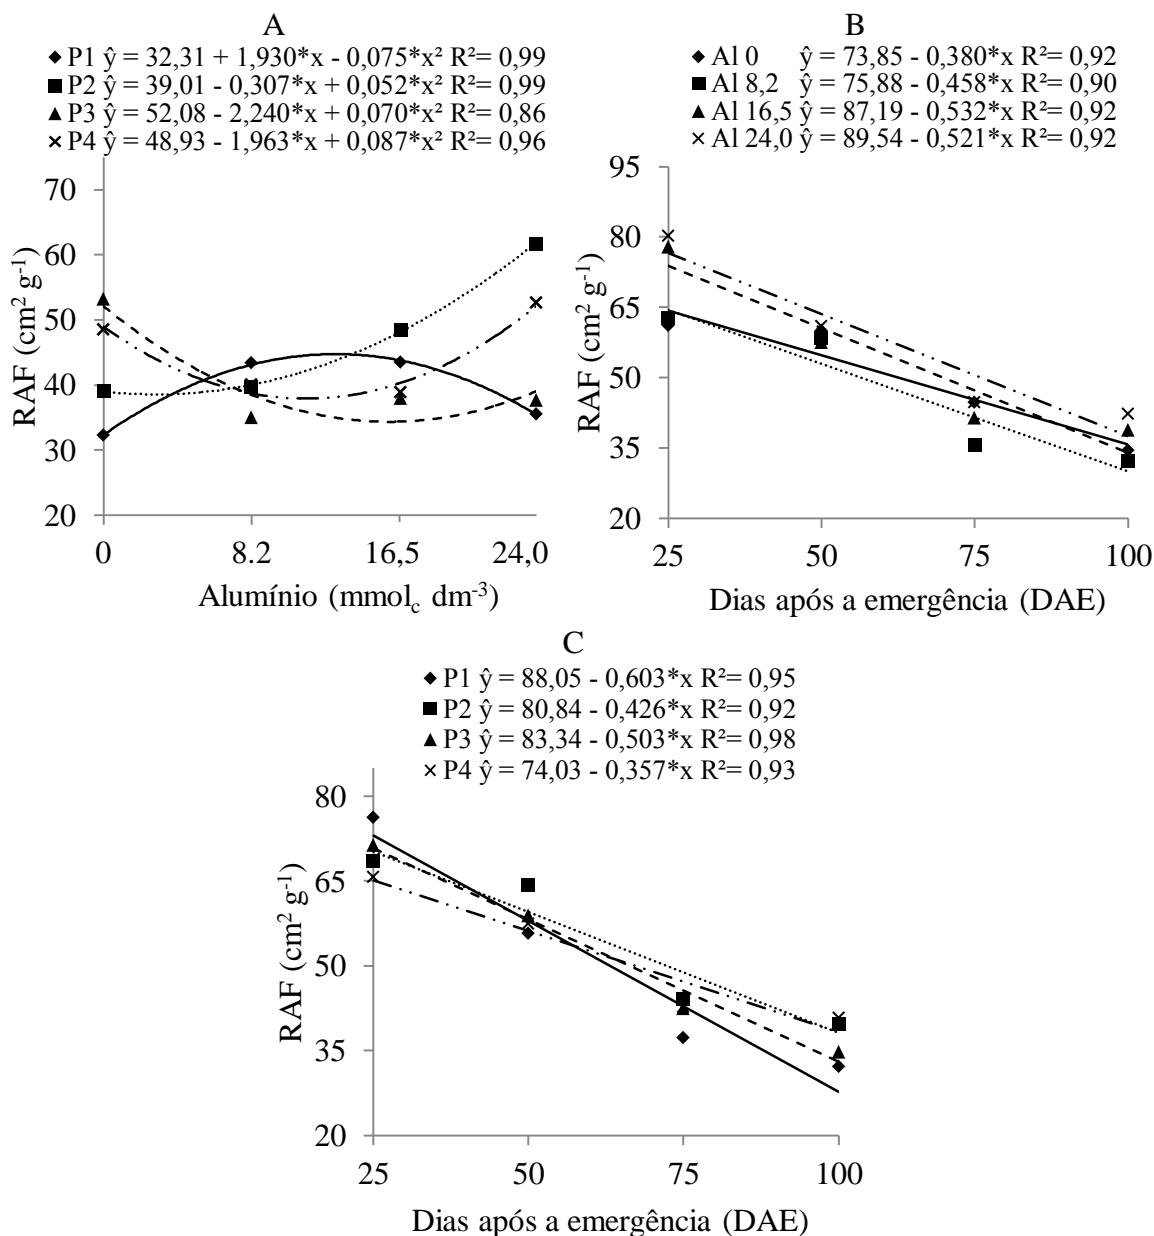 A
P1 ŷ = 32,31 + 1,930*x - 0,075*x² R²= 0,99
P2 ŷ = 39,01 - 0,307*x + 0,052*x² R²= 0,99
P3 ŷ = 52,08 - 2,240*x + 0,070*x² R²= 0,86
P4 ŷ = 48,93 - 1,963*x + 0,087*x² R²= 0,96
70
60
50
40
30
20
RAF (cm² g⁻¹)
0 8.2 16,5 24,0
Alumínio (mmol꜀ dm⁻³)
B
Al 0 ŷ = 73,85 - 0,380*x R²= 0,92
Al 8,2 ŷ = 75,88 - 0,458*x R²= 0,90
Al 16,5 ŷ = 87,19 - 0,532*x R²= 0,92
Al 24,0 ŷ = 89,54 - 0,521*x R²= 0,92
95
80
65
50
35
20
RAF (cm² g⁻¹)
25 50 75 100
Dias após a emergência (DAE)
C
P1 ŷ = 88,05 - 0,603*x R²= 0,95
P2 ŷ = 80,84 - 0,426*x R²= 0,92
P3 ŷ = 83,34 - 0,503*x R²= 0,98
P4 ŷ = 74,03 - 0,357*x R²= 0,93
80
65
50
35
20
RAF (cm² g⁻¹)
25 50 75 100
Dias após a emergência (DAE)